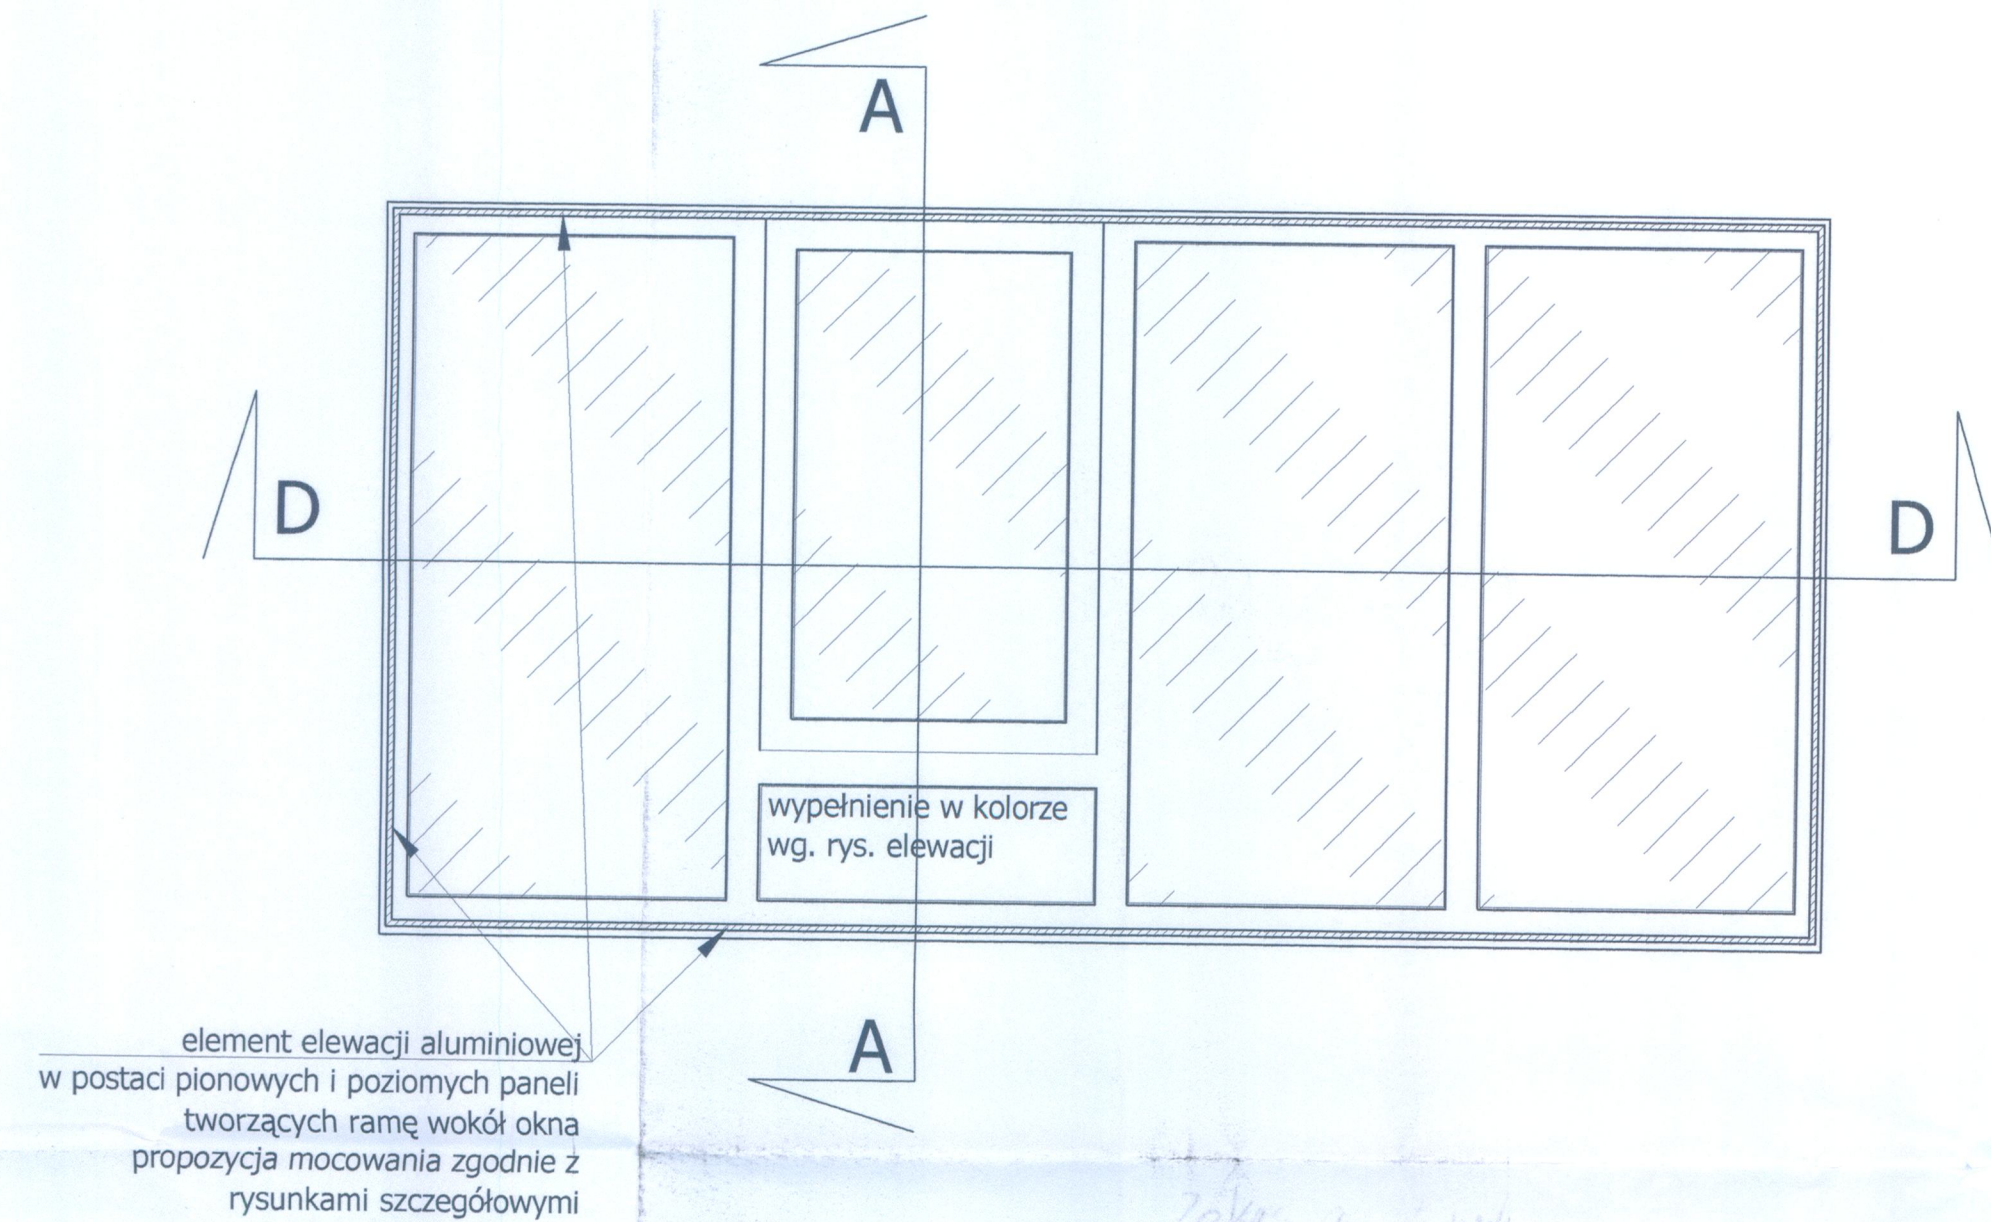 A
D
D
wypełnienie w kolorze
wg. rys. elewacji
A
element elewacji aluminiowej
w postaci pionowych i poziomych paneli
tworzących ramę wokół okna
propozycja mocowania zgodnie z
rysunkami szczegółowymi